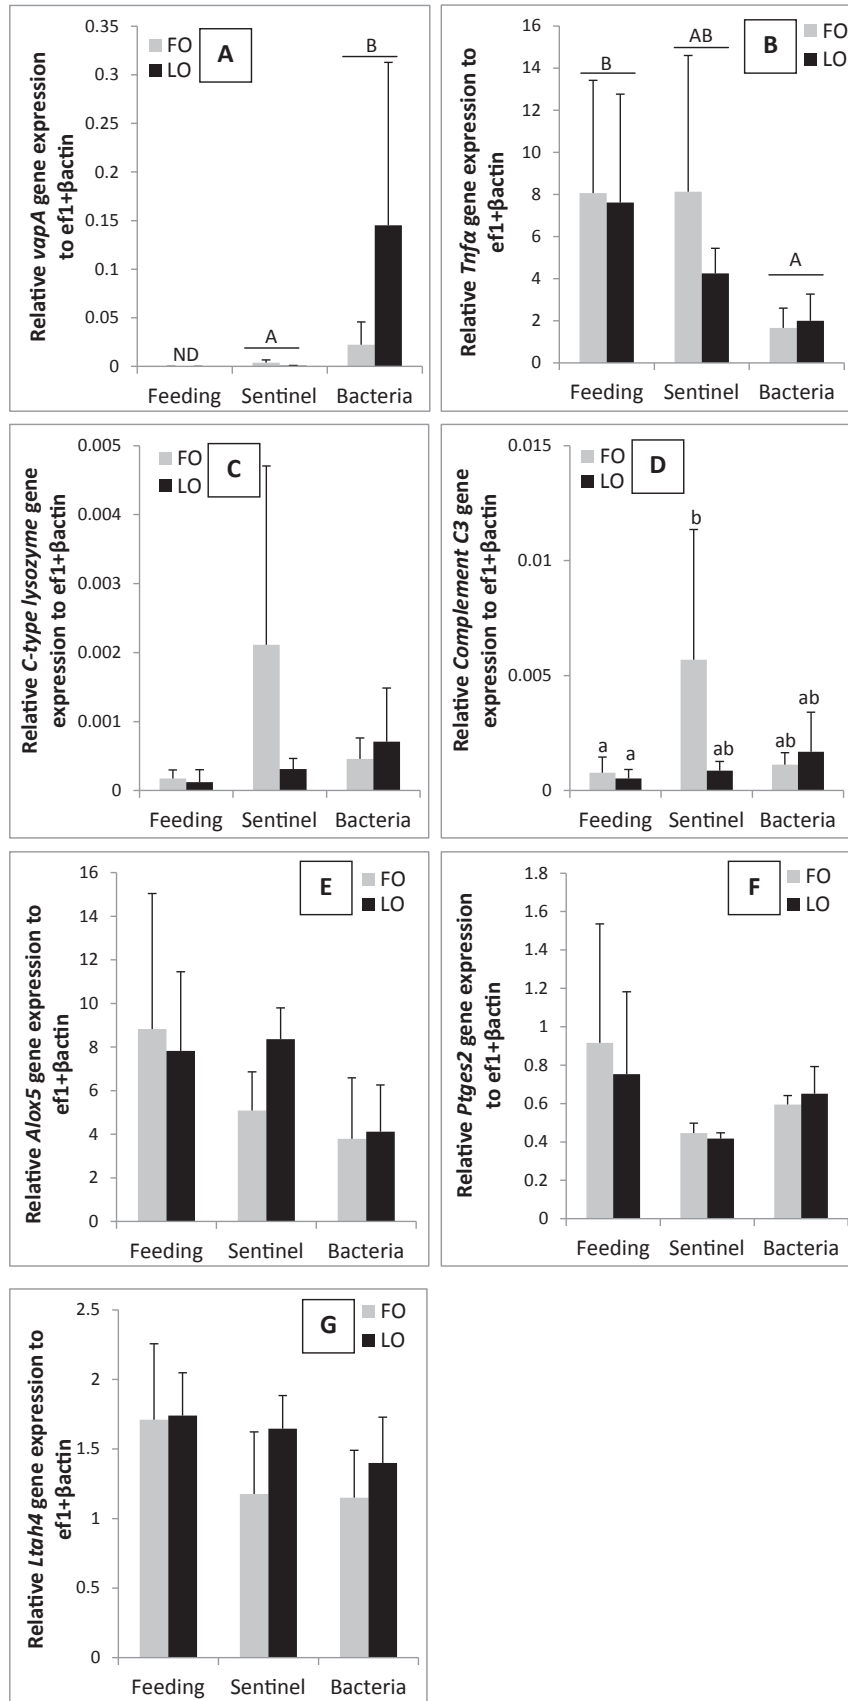 Relative vapA gene expression
to ef1+βactin
0.35
0.3
0.25
0.2
0.15
0.1
0.05
0
FO
LO
A
ND
A
B
Feeding Sentinel Bacteria
Relative Tnfα gene expression to
ef1+βactin
16
14
12
10
8
6
4
2
0
B
FO
LO
B
AB
A
Feeding Sentinel Bacteria
Relative C-type lysozyme gene
expression to ef1+βactin
0.005
0.004
0.003
0.002
0.001
0
FO
LO
C
Feeding Sentinel Bacteria
Relative Complement C3 gene
expression to ef1+βactin
0.015
0.01
0.005
0
FO
LO
D
a
a
b
ab
ab
ab
Feeding Sentinel Bacteria
Relative Alox5 gene expression to
ef1+βactin
16
14
12
10
8
6
4
2
0
E
FO
LO
Feeding Sentinel Bacteria
Relative Ptges2 gene expression
to ef1+βactin
1.8
1.6
1.4
1.2
1
0.8
0.6
0.4
0.2
0
F
FO
LO
Feeding Sentinel Bacteria
Relative Ltah4 gene expression to
ef1+βactin
2.5
2
1.5
1
0.5
0
G
FO
LO
Feeding Sentinel Bacteria